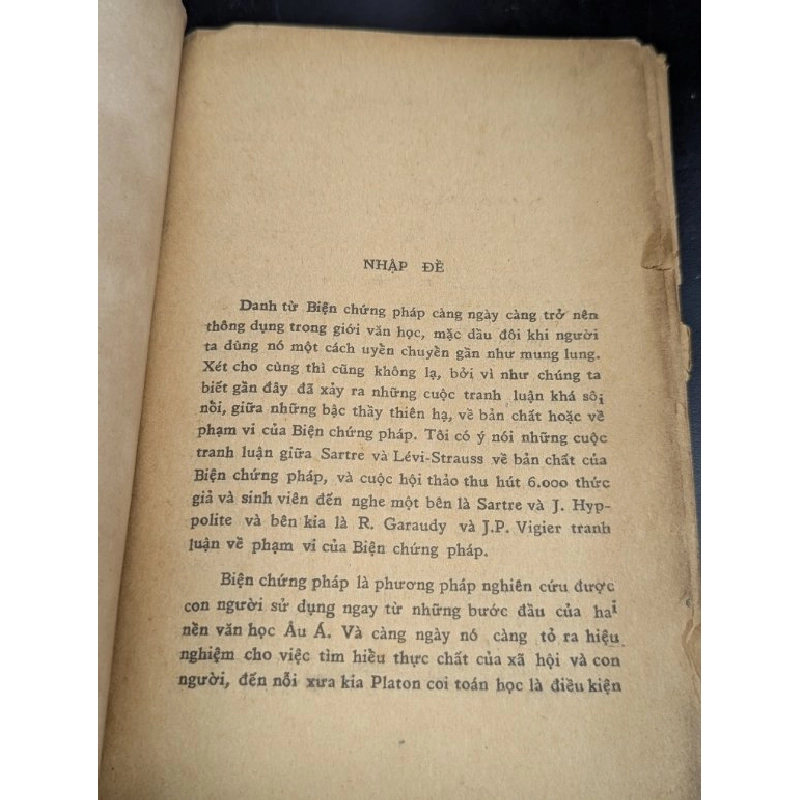 NHẬP ĐỀ
Danh từ Biện chứng pháp càng ngày càng trở nên
thông dụng trong giới văn học, mặc dầu đôi khi người
ta dùng nó một cách uyển chuyển gần như mung lung.
Xét cho cùng thì cũng không lạ, bởi vì như chúng ta
biết gần đây đã xảy ra những cuộc tranh luận khá sôi
nổi, giữa những bậc thầy thiên hạ, về bản chất hoặc về
phạm vi của Biện chứng pháp. Tôi có ý nói những cuộc
tranh luận giữa Sartre và Lévi-Strauss về bản chất của
Biện chứng pháp, và cuộc hội thảo thu hút 6.000 thức
giả và sinh viên đến nghe một bên là Sartre và J. Hyp-
polite và bên kia là R. Garaudy và J.P. Vigier tranh
luận về phạm vi của Biện chứng pháp.
Biện chứng pháp là phương pháp nghiên cứu được
con người sử dụng ngay từ những bước đầu của hai
nền văn học Âu Á. Và càng ngày nó càng tỏ ra hiệu
nghiệm cho việc tìm hiểu thực chất của xã hội và con
người, đến nỗi xưa kia Platon coi toán học là điều kiện